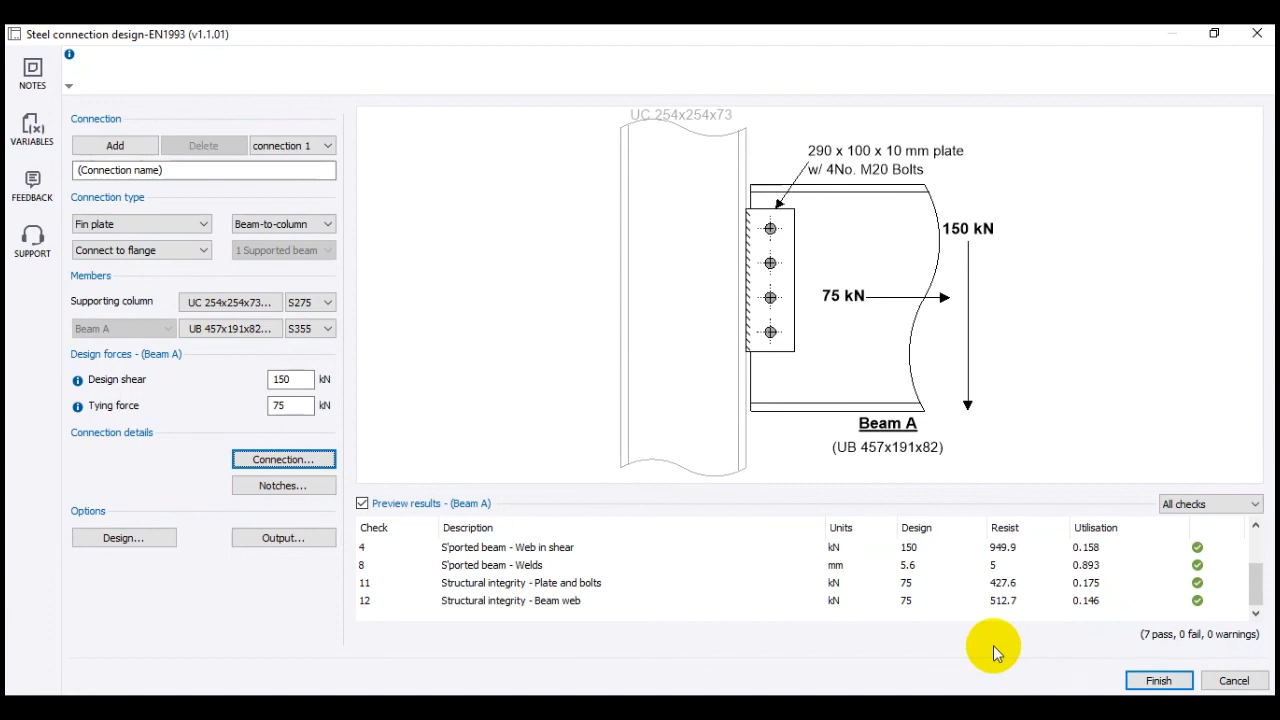 Steel connection design-EN1993 (v1.1.01)
NOTES
VARIABLES
FEEDBACK
SUPPORT
Connection
Add
Delete
connection 1
(Connection name)
Connection type
Fin plate
Beam-to-column
Connect to flange
1 Supported beam
Members
Supporting column
UC 254x254x73...
S275
Beam A
UB 457x191x82...
S355
Design forces - (Beam A)
Design shear
150
kN
Tying force
75
kN
Connection details
Connection...
Notches...
Options
Design...
Output...
UC 254x254x73
290 x 100 x 10 mm plate
w/ 4No. M20 Bolts
150 kN
75 kN
Beam A
(UB 457x191x82)
Preview results - (Beam A)
All checks
Check Description Units Design Resist Utilisation
4 S'ported beam - Web in shear kN 150 949.9 0.158
8 S'ported beam - Welds mm 5.6 5 0.893
11 Structural integrity - Plate and bolts kN 75 427.6 0.175
12 Structural integrity - Beam web kN 75 512.7 0.146
(7 pass, 0 fail, 0 warnings)
Finish
Cancel